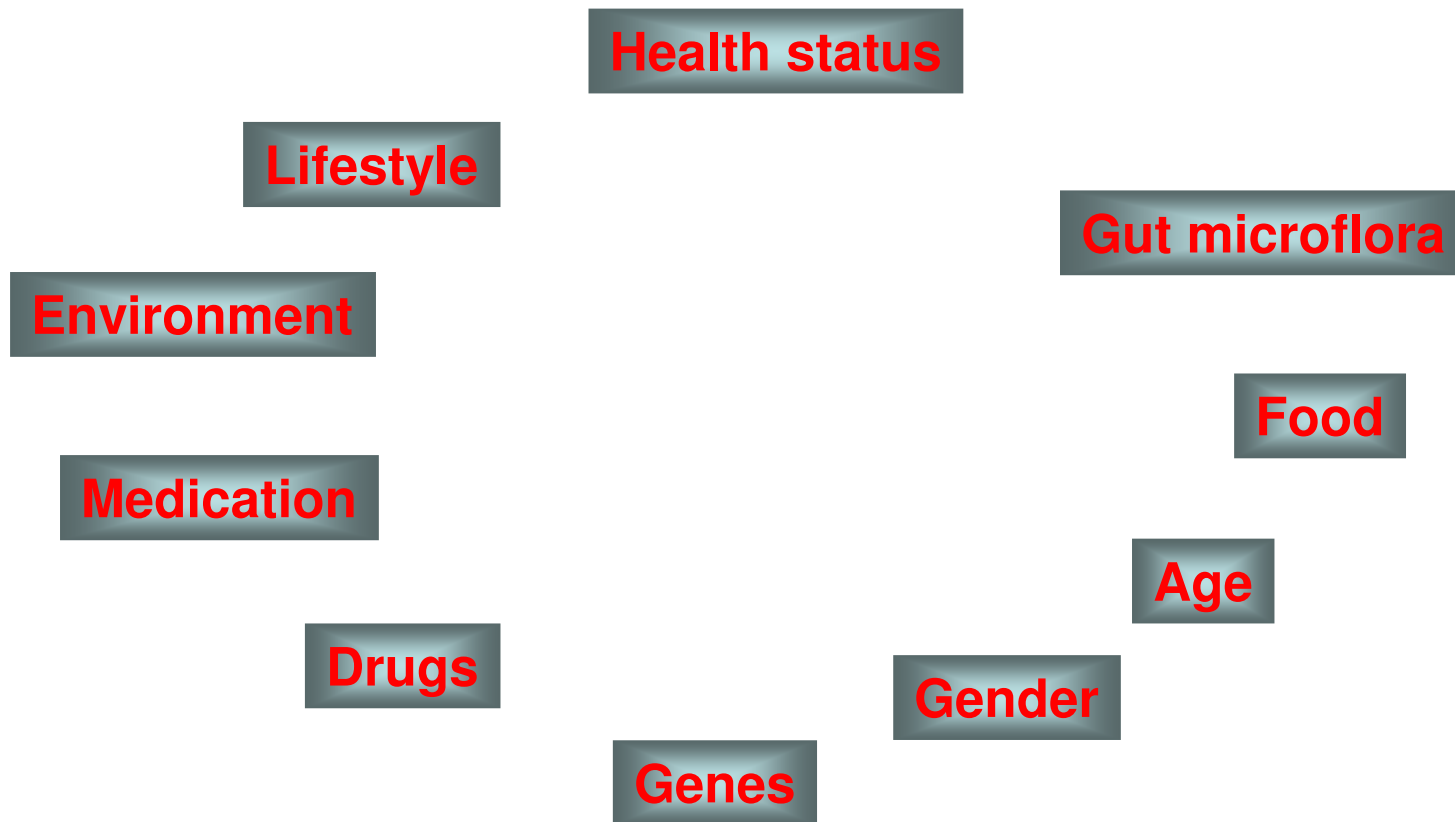 Health status
Lifestyle
Gut microflora
Environment
Food
Medication
Age
Drugs
Gender
Genes